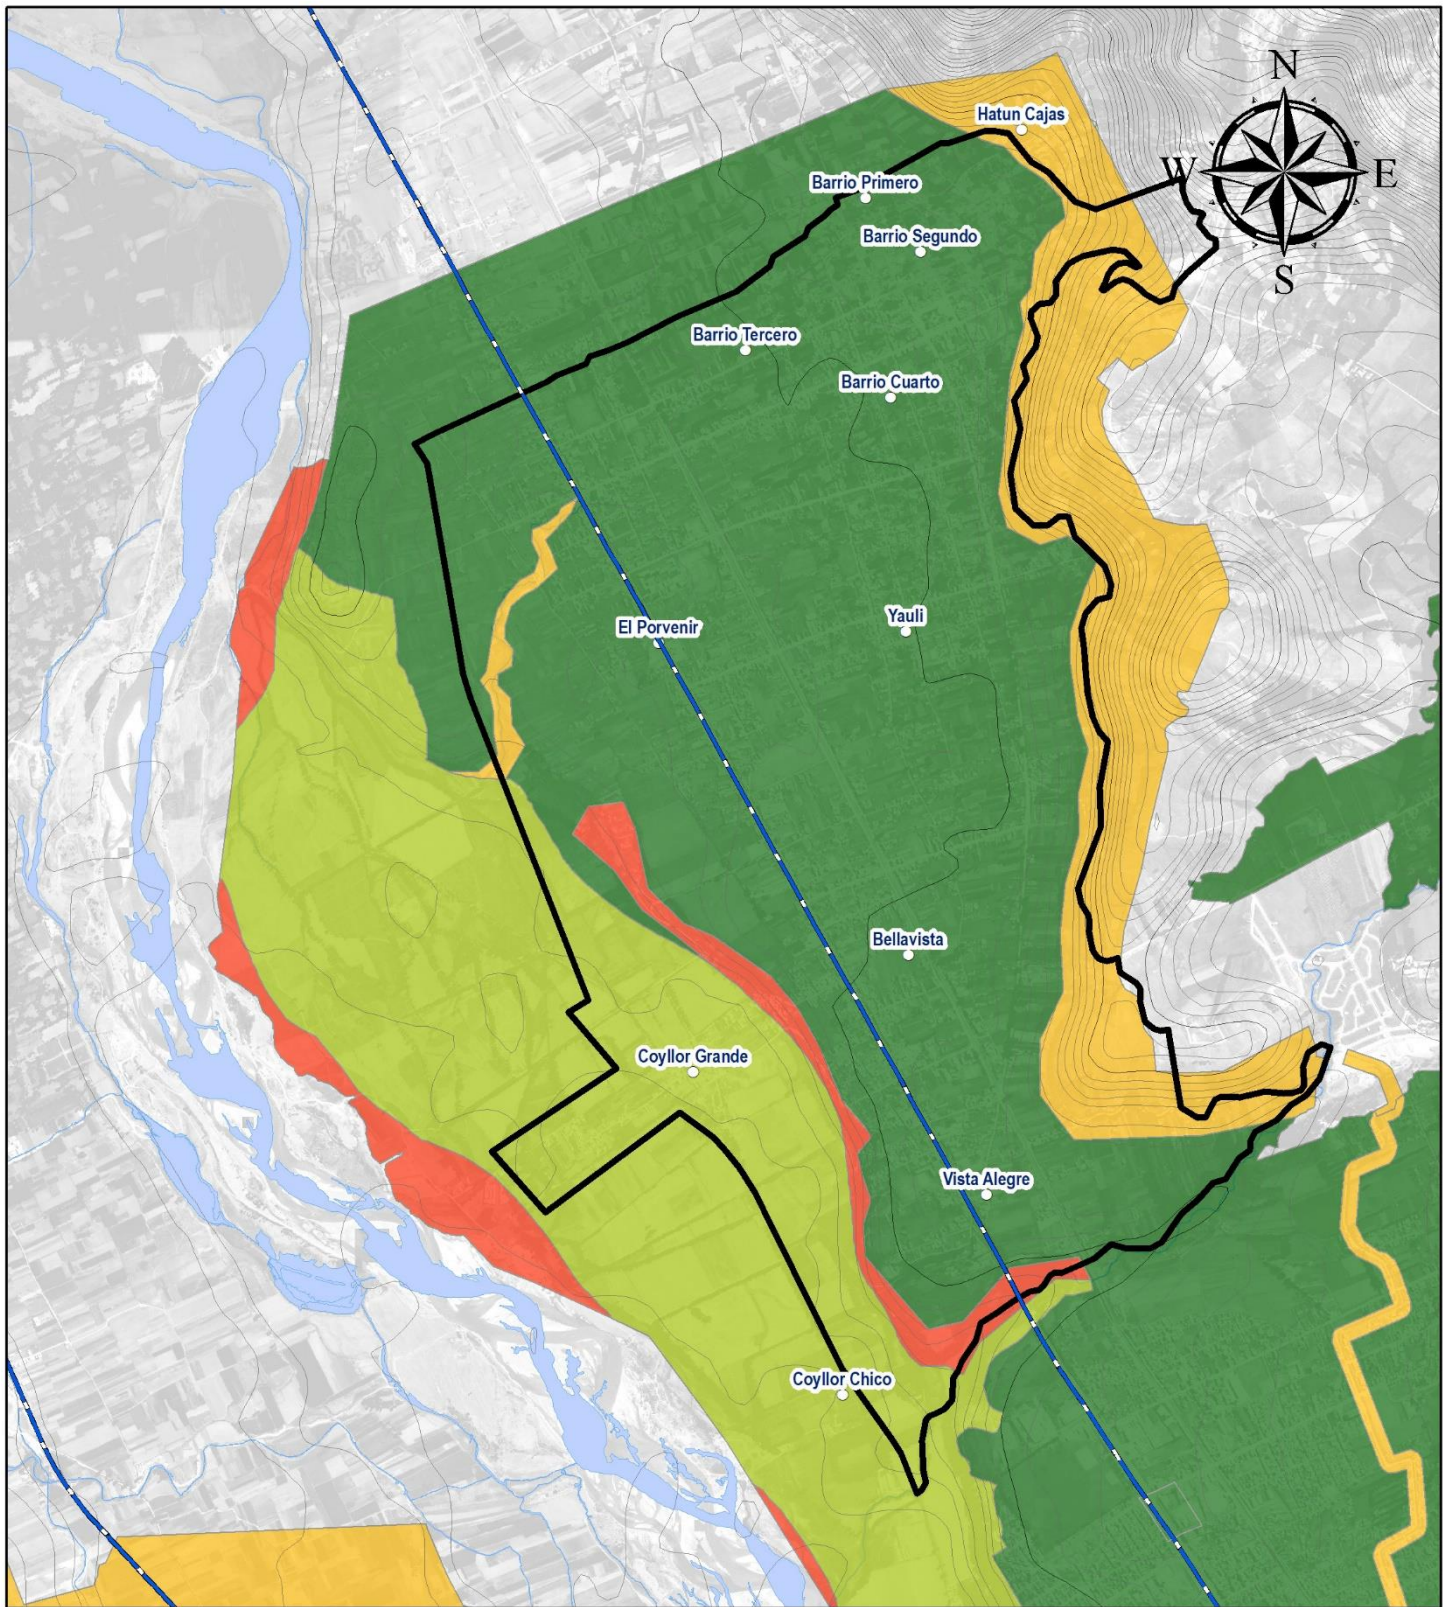 N
Hatun Cajas
W
E
Barrio Primero
Barrio Segundo
S
Barrio Tercero
Barrio Cuarto
Yauli
El Porvenir
Bellavista
Coyllor Grande
Vista Alegre
Coyllor Chico